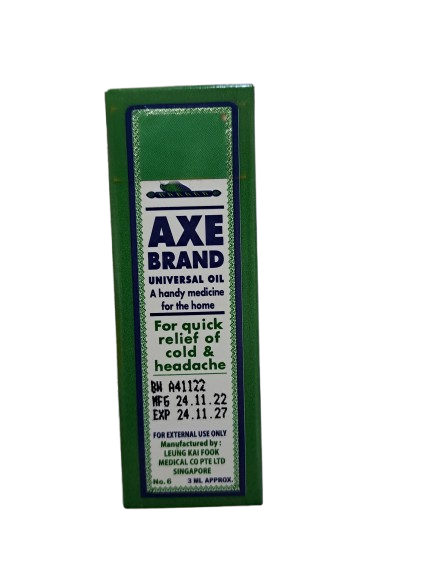 AXE
BRAND
UNIVERSAL OIL
A handy medicine
for the home
For quick
relief of
cold &
headache
BN A41122
MFG 24.11.22
EXP 24.11.27
FOR EXTERNAL USE ONLY
Manufactured by :
LEUNG KAI FOOK
MEDICAL CO PTE LTD
SINGAPORE
No. 6 3 ML APPROX.